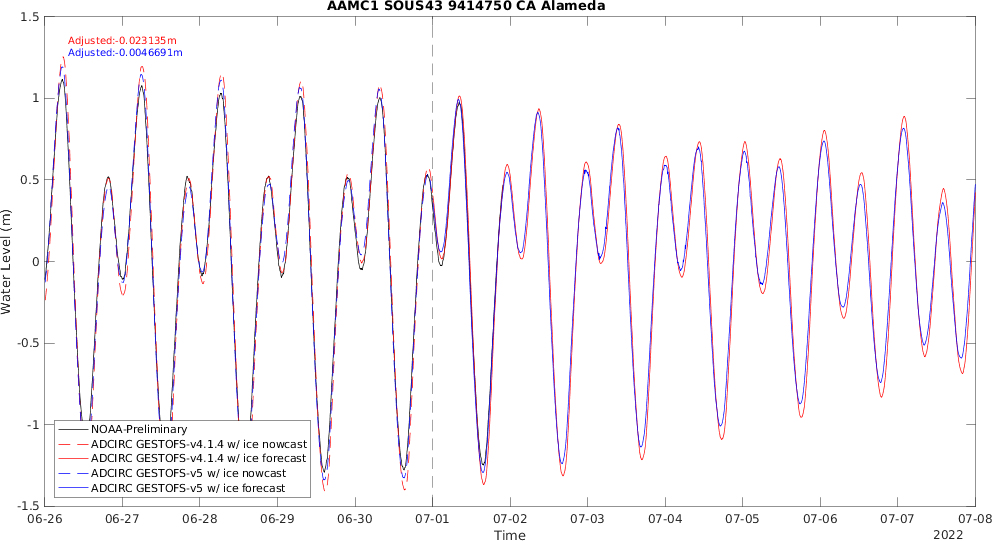 AAMC1 SOUS43 9414750 CA Alameda
Adjusted:-0.023135m
Adjusted:-0.0046691m
Water Level (m)
1.5
1
0.5
0
-0.5
-1
-1.5
NOAA-Preliminary
ADCIRC GESTOFS-v4.1.4 w/ ice nowcast
ADCIRC GESTOFS-v4.1.4 w/ ice forecast
ADCIRC GESTOFS-v5 w/ ice nowcast
ADCIRC GESTOFS-v5 w/ ice forecast
06-26 06-27 06-28 06-29 06-30 07-01 07-02 07-03 07-04 07-05 07-06 07-07 07-08
Time
2022